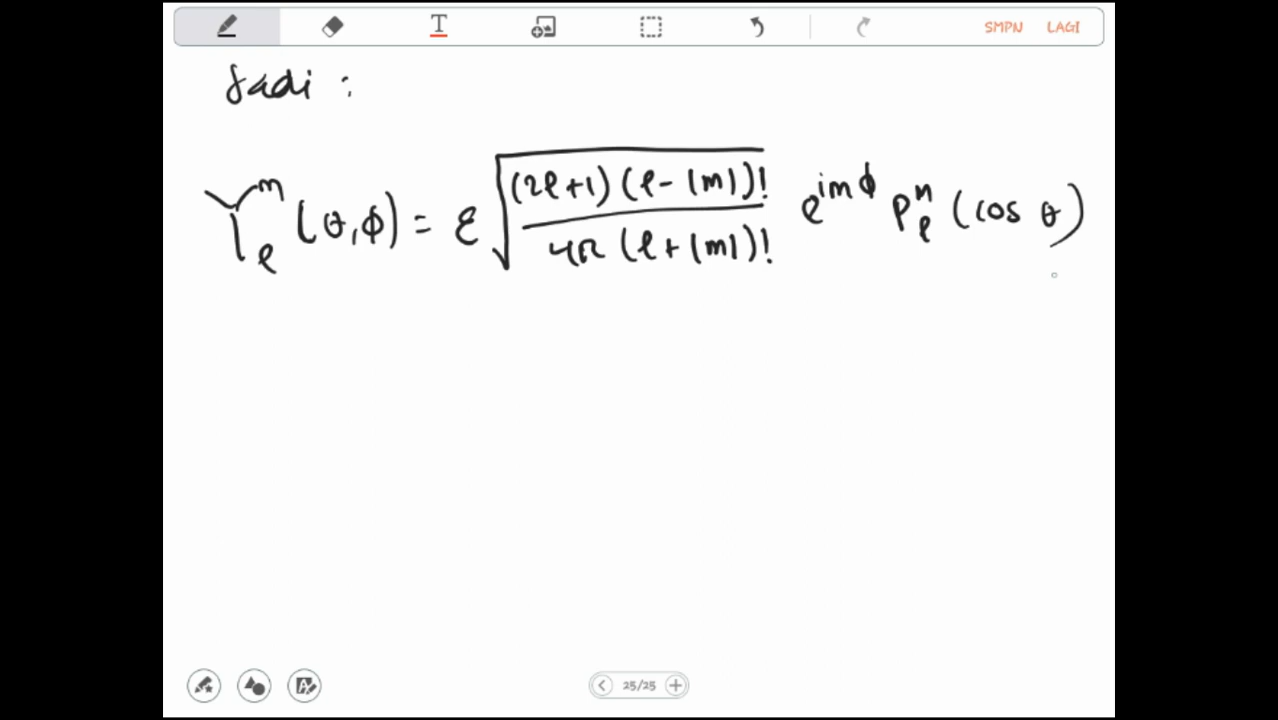 T SMPN LAGI
Jadi :
Y_l^m (θ,ϕ) = ε √((2l+1) (l-|m|)! / 4π (l+|m|)!) e^{imϕ} P_l^m (cos θ)
25/25